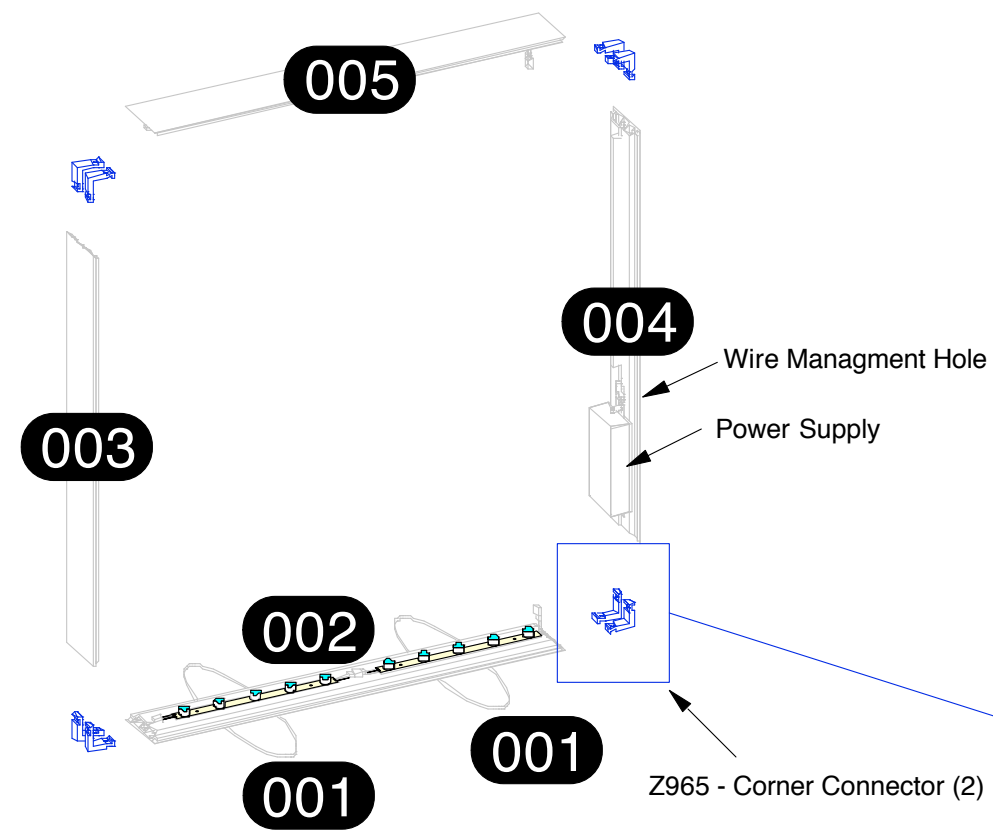 005
004
Wire Managment Hole
Power Supply
003
002
001
001
Z965 - Corner Connector (2)